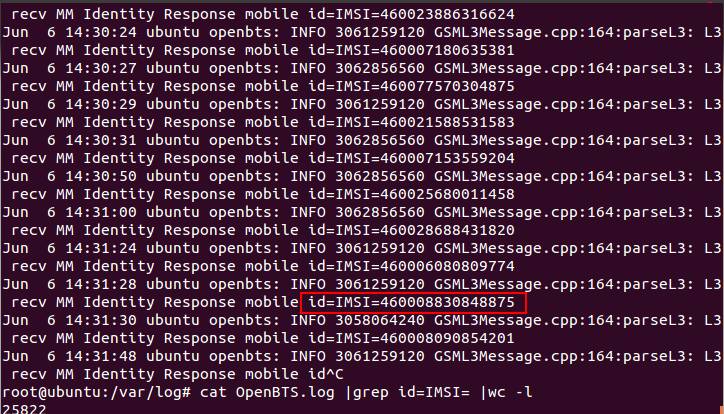 recv MM Identity Response mobile id=IMSI=460023886316624
Jun  6 14:30:24 ubuntu openbts: INFO 3061259120 GSML3Message.cpp:164:parseL3: L3
 recv MM Identity Response mobile id=IMSI=460007180635381
Jun  6 14:30:27 ubuntu openbts: INFO 3062856560 GSML3Message.cpp:164:parseL3: L3
 recv MM Identity Response mobile id=IMSI=460077570304875
Jun  6 14:30:29 ubuntu openbts: INFO 3061259120 GSML3Message.cpp:164:parseL3: L3
 recv MM Identity Response mobile id=IMSI=460021588531583
Jun  6 14:30:31 ubuntu openbts: INFO 3062856560 GSML3Message.cpp:164:parseL3: L3
 recv MM Identity Response mobile id=IMSI=460007153559204
Jun  6 14:30:50 ubuntu openbts: INFO 3062856560 GSML3Message.cpp:164:parseL3: L3
 recv MM Identity Response mobile id=IMSI=460025680011458
Jun  6 14:31:00 ubuntu openbts: INFO 3062856560 GSML3Message.cpp:164:parseL3: L3
 recv MM Identity Response mobile id=IMSI=460028688431820
Jun  6 14:31:24 ubuntu openbts: INFO 3061259120 GSML3Message.cpp:164:parseL3: L3
 recv MM Identity Response mobile id=IMSI=460006080809774
Jun  6 14:31:28 ubuntu openbts: INFO 3061259120 GSML3Message.cpp:164:parseL3: L3
 recv MM Identity Response mobile id=IMSI=460008830848875
Jun  6 14:31:30 ubuntu openbts: INFO 3058064240 GSML3Message.cpp:164:parseL3: L3
 recv MM Identity Response mobile id=IMSI=460008090854201
Jun  6 14:31:48 ubuntu openbts: INFO 3061259120 GSML3Message.cpp:164:parseL3: L3
 recv MM Identity Response mobile id^C
root@ubuntu:/var/log# cat OpenBTS.log |grep id=IMSI= |wc -l
25822